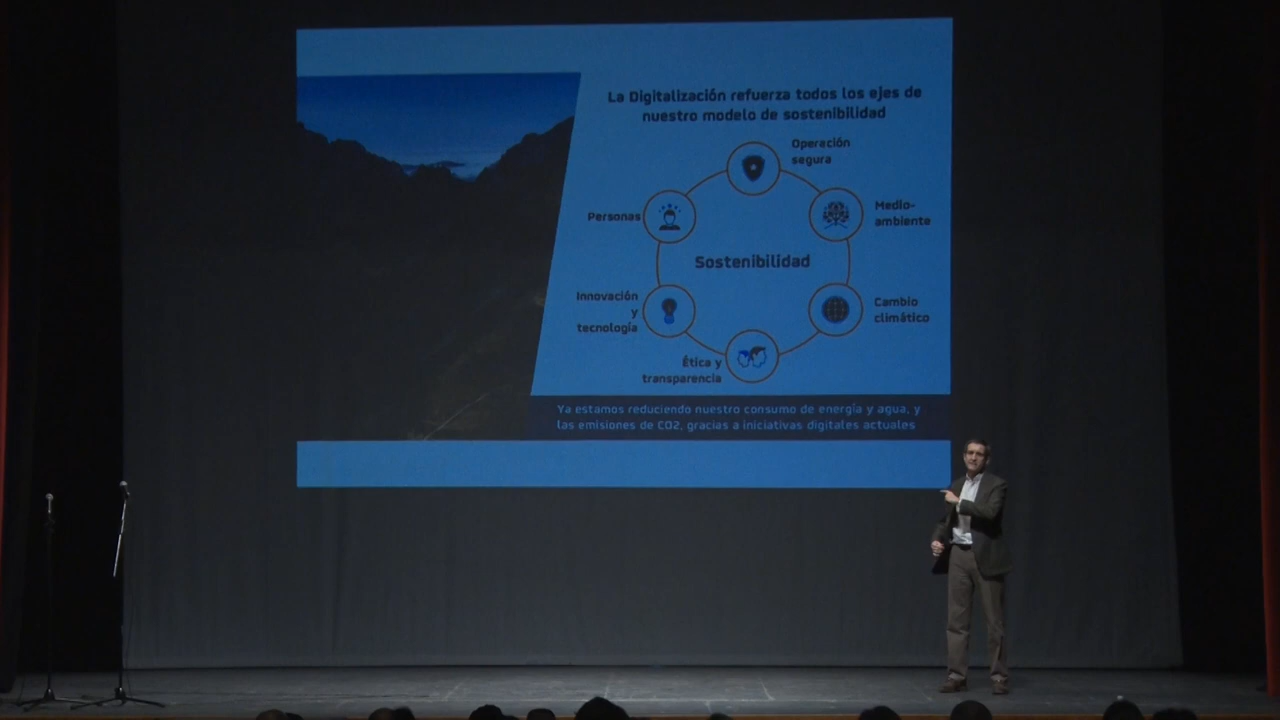 La Digitalización refuerza todos los ejes de
nuestro modelo de sostenibilidad
Operación
segura
Medio-
ambiente
Cambio
climático
Ética y
transparencia
Innovación
y
tecnología
Personas
Sostenibilidad
Ya estamos reduciendo nuestro consumo de energía y agua, y
las emisiones de CO2, gracias a iniciativas digitales actuales